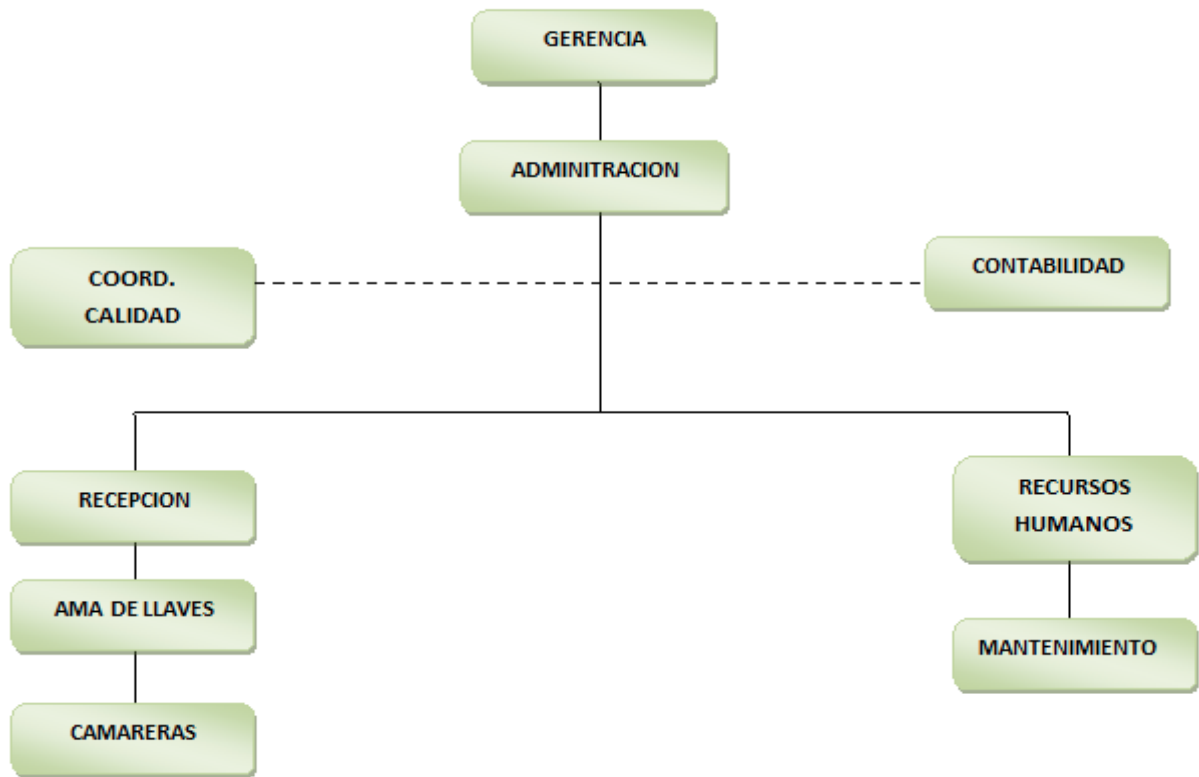 GERENCIA
ADMINITRACION
COORD.
CALIDAD
CONTABILIDAD
RECEPCION
RECURSOS
HUMANOS
AMA DE LLAVES
MANTENIMIENTO
CAMARERAS